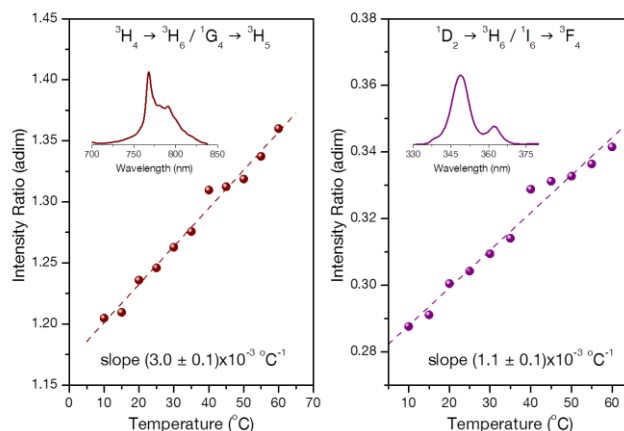 ³H₄ → ³H₆ / ¹G₄ → ³H₅
Intensity Ratio (adim)
1.45
1.40
1.35
1.30
1.25
1.20
1.15
700 750 800 850
Wavelength (nm)
slope (3.0 ± 0.1)x10⁻³ °C⁻¹
0 10 20 30 40 50 60 70
Temperature (°C)
¹D₂ → ³H₆ / ¹I₆ → ³F₄
Intensity Ratio (adim)
0.38
0.36
0.34
0.32
0.30
0.28
330 345 360 375
Wavelength (nm)
slope (1.1 ± 0.1)x10⁻³ °C⁻¹
10 20 30 40 50 60
Temperature (°C)